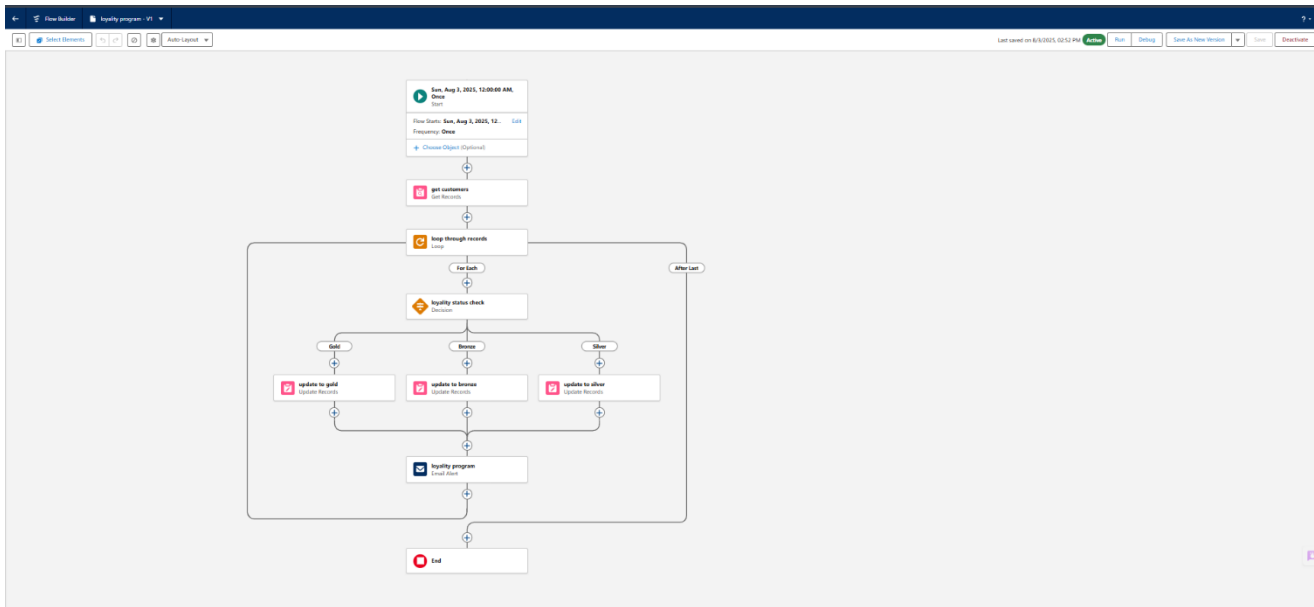 Flow Builder
loyality program - V1
?
Select Elements
Auto-Layout
Last saved on 8/3/2025, 02:52 PM
Active
Run
Debug
Save As New Version
Save
Deactivate
Sun, Aug 3, 2025, 12:00:00 AM,
Once
Start
Flow Starts: Sun, Aug 3, 2025, 12..
Edit
Frequency: Once
+ Choose Object (Optional)
get customers
Get Records
loop through records
Loop
For Each
After Last
loyality status check
Decision
Gold
Bronze
Silver
update to gold
Update Records
update to bronze
Update Records
update to silver
Update Records
loyality program
Email Alert
End